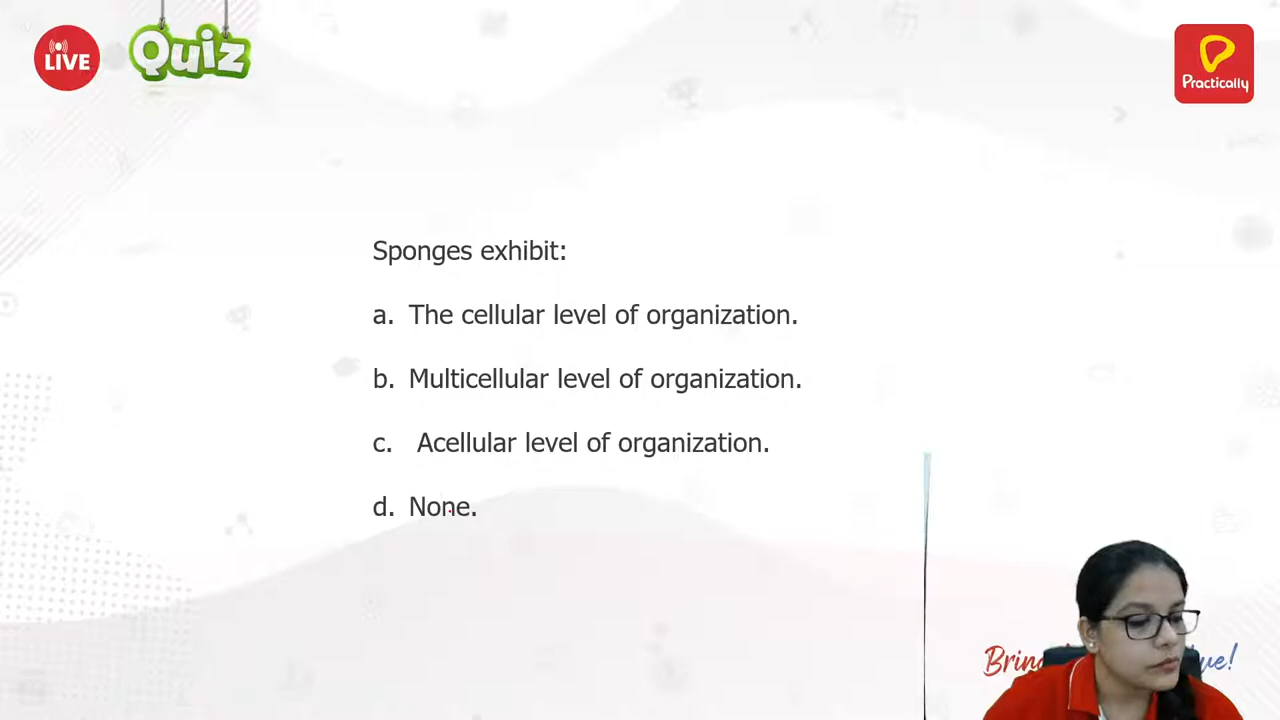 LIVE
Quiz
Practically
Sponges exhibit:
a. The cellular level of organization.
b. Multicellular level of organization.
c. Acellular level of organization.
d. None.